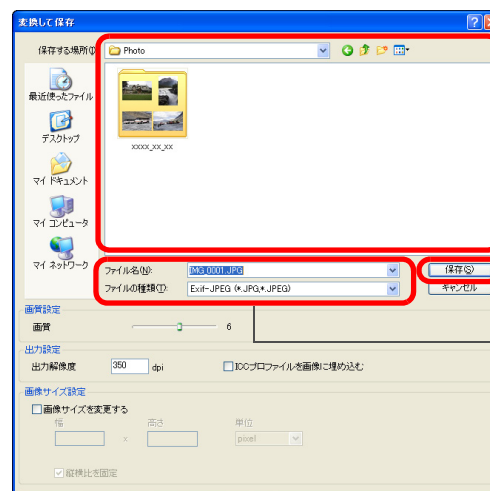 変換して保存
保存する場所(I)
Photo
最近使ったファイル
デスクトップ
マイ ドキュメント
マイ コンピュータ
マイ ネットワーク
xxxx_xx_xx
ファイル名(N):
IMG_0001.JPG
保存(S)
ファイルの種類(T):
Exif-JPEG (*.JPG,*.JPEG)
キャンセル
画質設定
画質
6
出力設定
出力解像度
350
dpi
ICCプロファイルを画像に埋め込む
画像サイズ設定
画像サイズを変更する
幅
高さ
単位
x
pixel
縦横比を固定